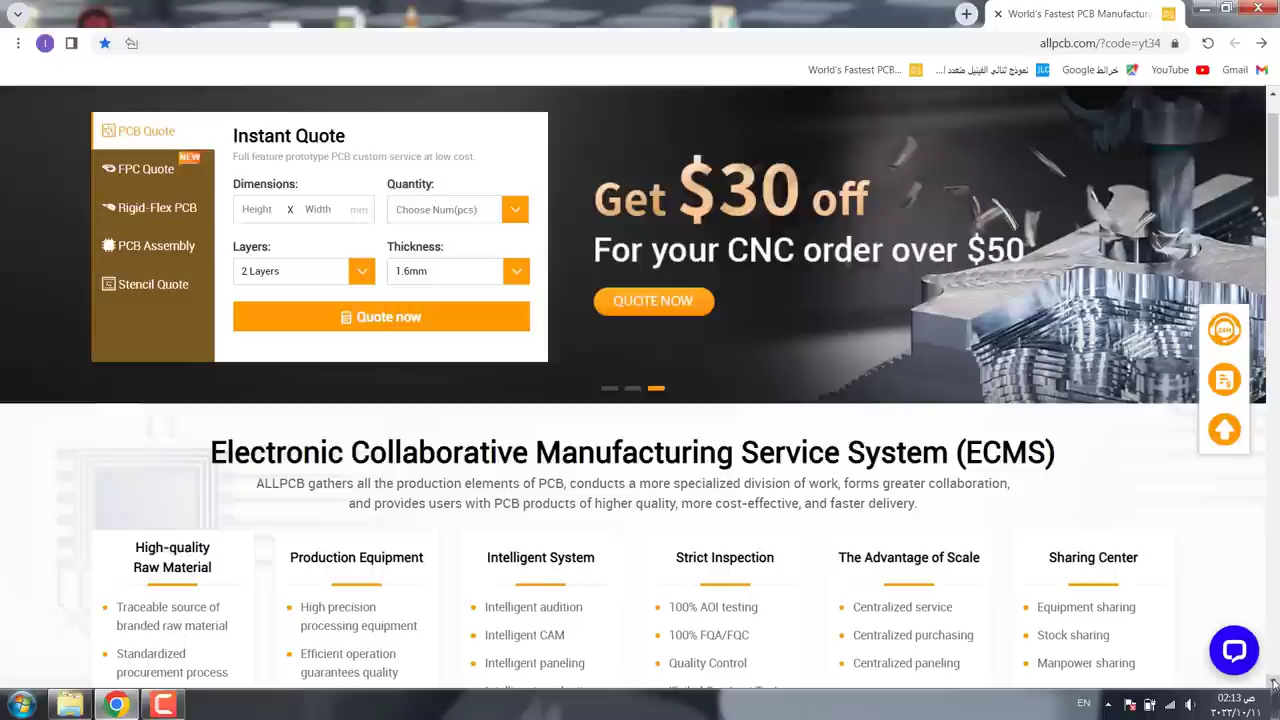 World's Fastest PCB Manufactur
allpcb.com/?code=yt34
World's Fastest PCB...
نموذج ثنائي الفينيل متعدد ا...
خرائط Google
YouTube
Gmail
PCB Quote
FPC Quote
NEW
Rigid-Flex PCB
PCB Assembly
Stencil Quote
Instant Quote
Full feature prototype PCB custom service at low cost.
Dimensions:
Quantity:
Height X Width mm
Choose Num(pcs)
Layers:
Thickness:
2 Layers
1.6mm
Quote now
Get $30 off
For your CNC order over $50
QUOTE NOW
24H
Electronic Collaborative Manufacturing Service System (ECMS)
ALLPCB gathers all the production elements of PCB, conducts a more specialized division of work, forms greater collaboration,
and provides users with PCB products of higher quality, more cost-effective, and faster delivery.
High-quality
Raw Material
Traceable source of
branded raw material
Standardized
procurement process
Production Equipment
High precision
processing equipment
Efficient operation
guarantees quality
Intelligent System
Intelligent audition
Intelligent CAM
Intelligent paneling
Strict Inspection
100% AOI testing
100% FQA/FQC
Quality Control
The Advantage of Scale
Centralized service
Centralized purchasing
Centralized paneling
Sharing Center
Equipment sharing
Stock sharing
Manpower sharing
EN
02:13 ص
٢٠٢٢/١٠/١١